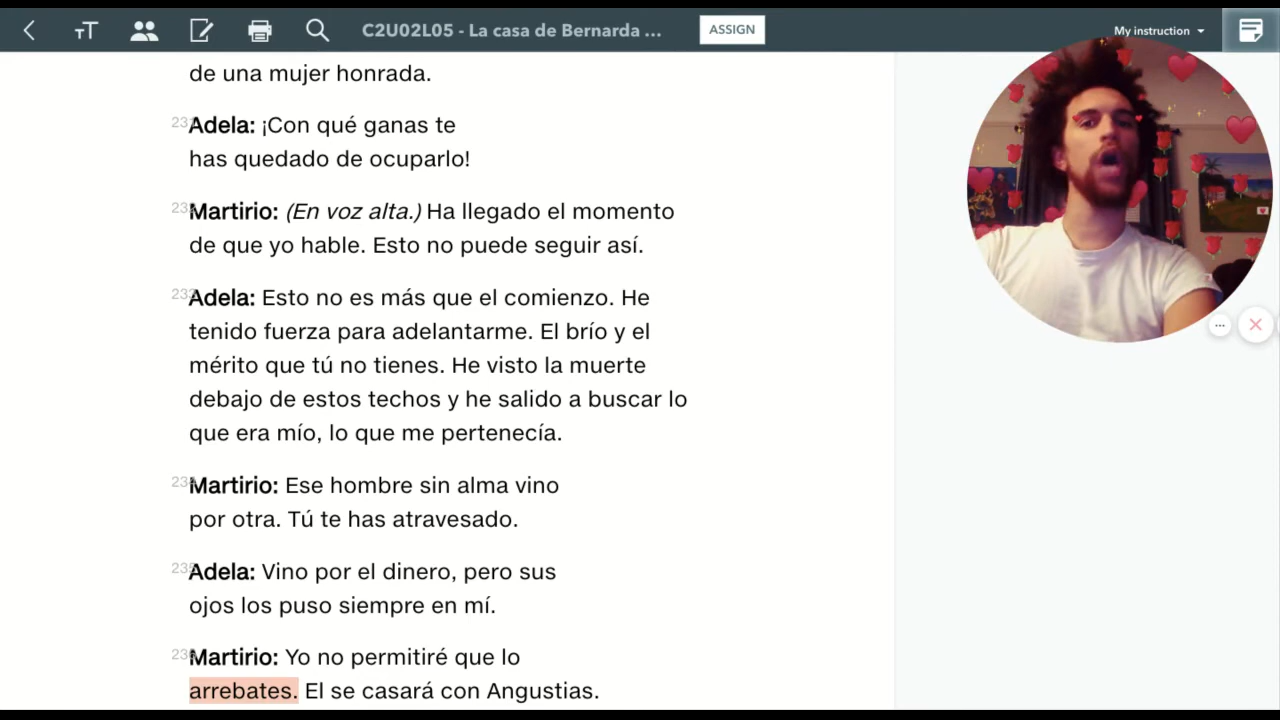 C2U02L05 - La casa de Bernarda ...
ASSIGN
My instruction
de una mujer honrada.
Adela: ¡Con qué ganas te
has quedado de ocuparlo!
232
Martirio: (En voz alta.) Ha llegado el momento
de que yo hable. Esto no puede seguir así.
Adela: Esto no es más que el comienzo. He
tenido fuerza para adelantarme. El brío y el
mérito que tú no tienes. He visto la muerte
debajo de estos techos y he salido a buscar lo
que era mío, lo que me pertenecía.
Martirio: Ese hombre sin alma vino
por otra. Tú te has atravesado.
Adela: Vino por el dinero, pero sus
ojos los puso siempre en mí.
Martirio: Yo no permitiré que lo
arrebates. El se casará con Angustias.